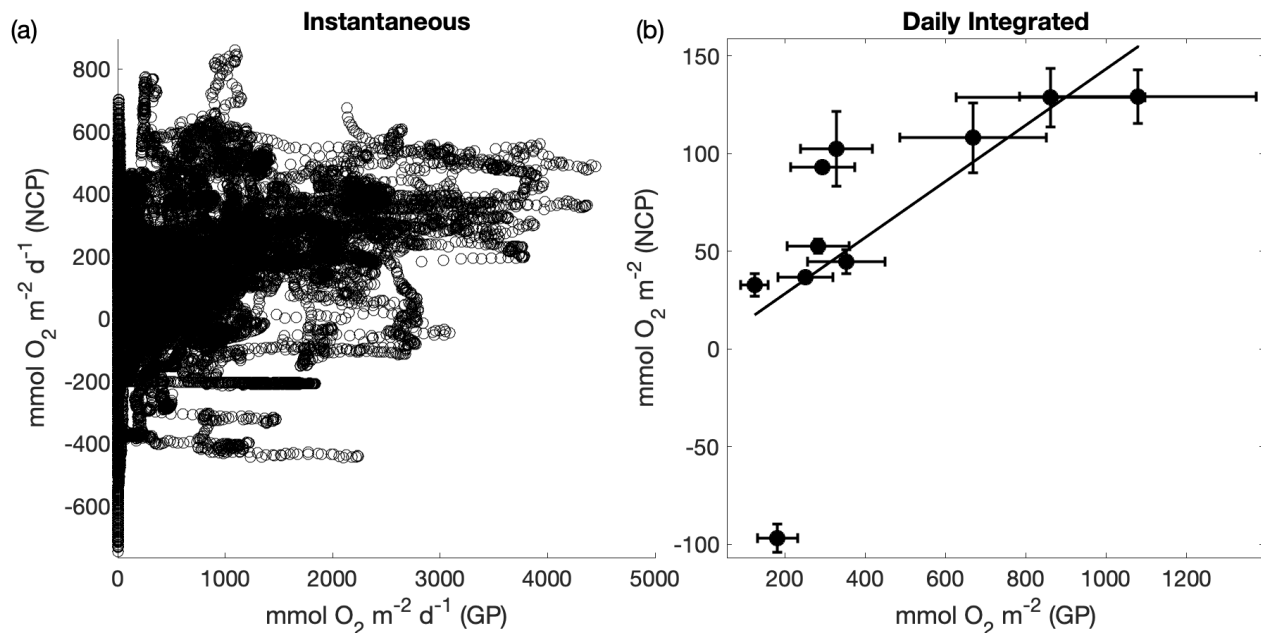 (a)
Instantaneous
mmol O₂ m⁻² d⁻¹ (NCP)
800
600
400
200
0
-200
-400
-600
0 1000 2000 3000 4000 5000
mmol O₂ m⁻² d⁻¹ (GP)
(b)
Daily Integrated
mmol O₂ m⁻² (NCP)
150
100
50
0
-50
-100
200 400 600 800 1000 1200
mmol O₂ m⁻² (GP)